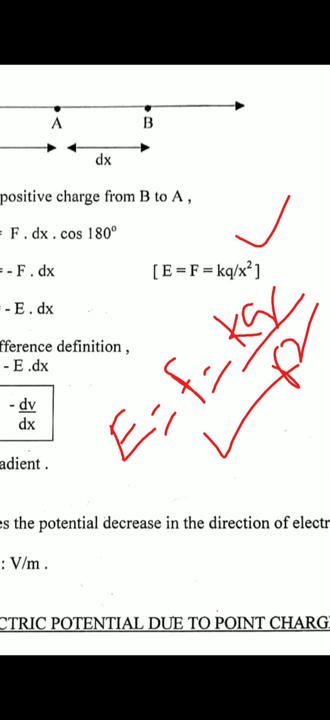 A B
dx
positive charge from B to A ,
= F . dx . cos 180°
= - F . dx [ E = F = kq/x² ]
= - E . dx
fference definition ,
- E .dx
- dv
dx
E = F = kq
adient .
es the potential decrease in the direction of electr
: V/m .
CTRIC POTENTIAL DUE TO POINT CHARG